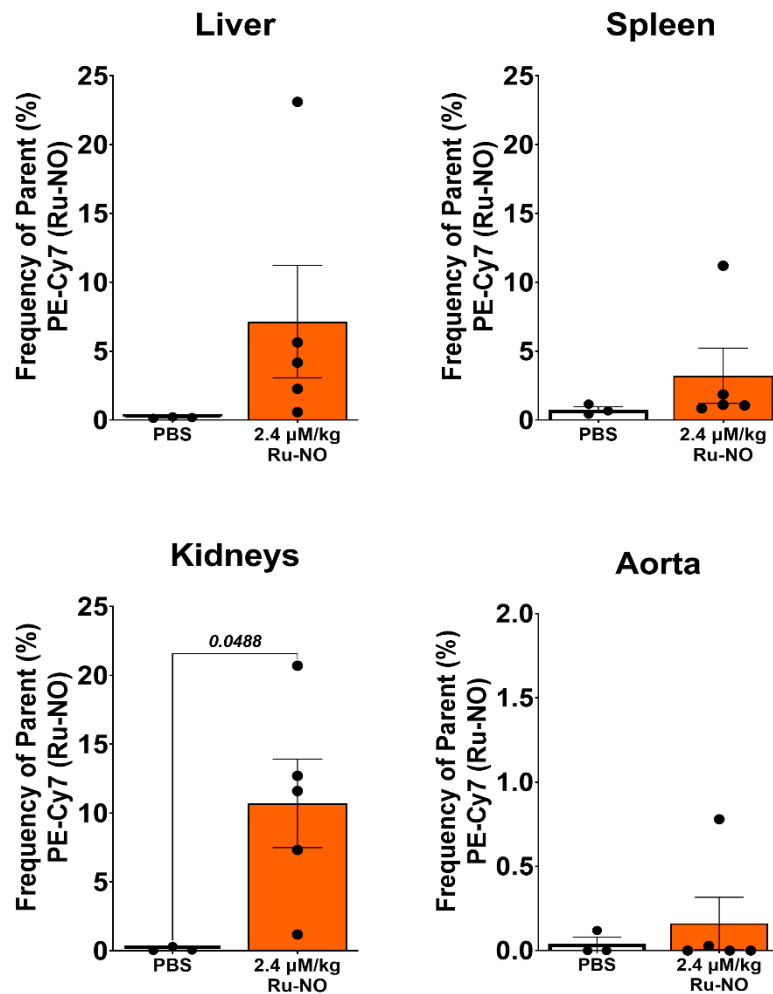 Liver
Frequency of Parent (%)
PE-Cy7 (Ru-NO)
25
20
15
10
5
0
PBS
2.4 µM/kg
Ru-NO
Spleen
Frequency of Parent (%)
PE-Cy7 (Ru-NO)
25
20
15
10
5
0
PBS
2.4 µM/kg
Ru-NO
Kidneys
Frequency of Parent (%)
PE-Cy7 (Ru-NO)
25
20
15
10
5
0
0.0488
PBS
2.4 µM/kg
Ru-NO
Aorta
Frequency of Parent (%)
PE-Cy7 (Ru-NO)
2.0
1.5
1.0
0.5
0.0
PBS
2.4 µM/kg
Ru-NO